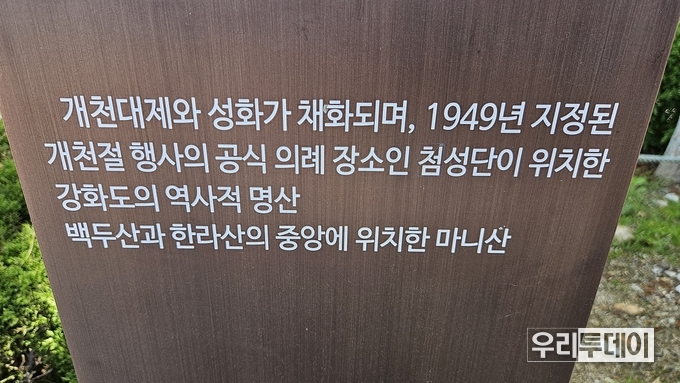 개천대제와 성화가 채화되며, 1949년 지정된
개천절 행사의 공식 의례 장소인 첨성단이 위치한
강화도의 역사적 명산
백두산과 한라산의 중앙에 위치한 마니산
우리투데이